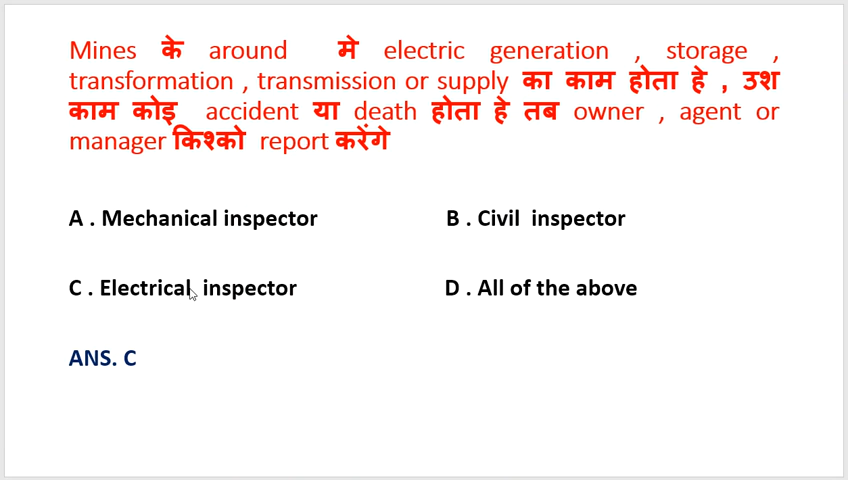 Mines के around मे electric generation , storage ,
transformation , transmission or supply का काम होता हे , उश
काम कोइ accident या death होता हे तब owner , agent or
manager किश्को report करेंगे
A . Mechanical inspector B . Civil inspector
C . Electrical inspector D . All of the above
ANS. C